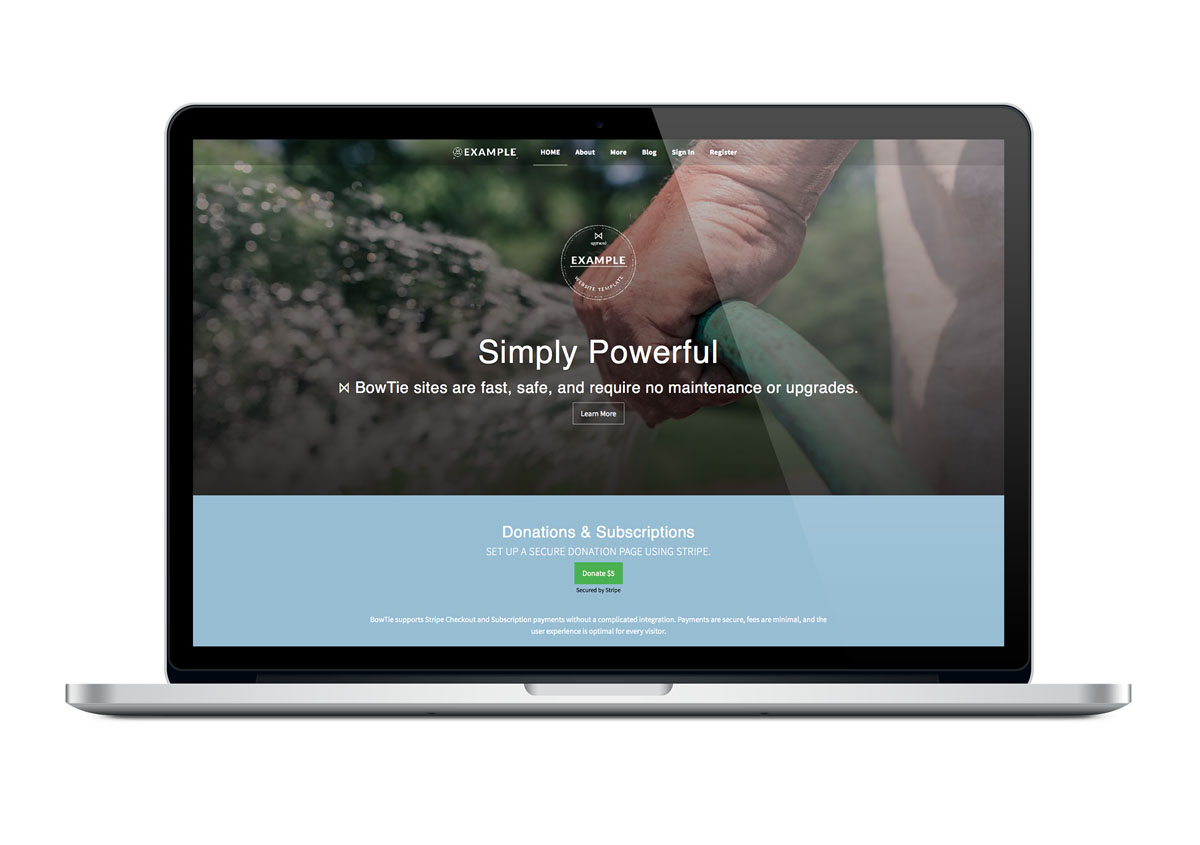 EXAMPLE HOME About More Blog Sign In Register
EXAMPLE
WEBSITE TEMPLATE
Simply Powerful
⋈ BowTie sites are fast, safe, and require no maintenance or upgrades.
Learn More
Donations & Subscriptions
SET UP A SECURE DONATION PAGE USING STRIPE.
Donate $5
Secured by Stripe
BowTie supports Stripe Checkout and Subscription payments without a complicated integration. Payments are secure, fees are minimal, and the
user experience is optimal for every visitor.